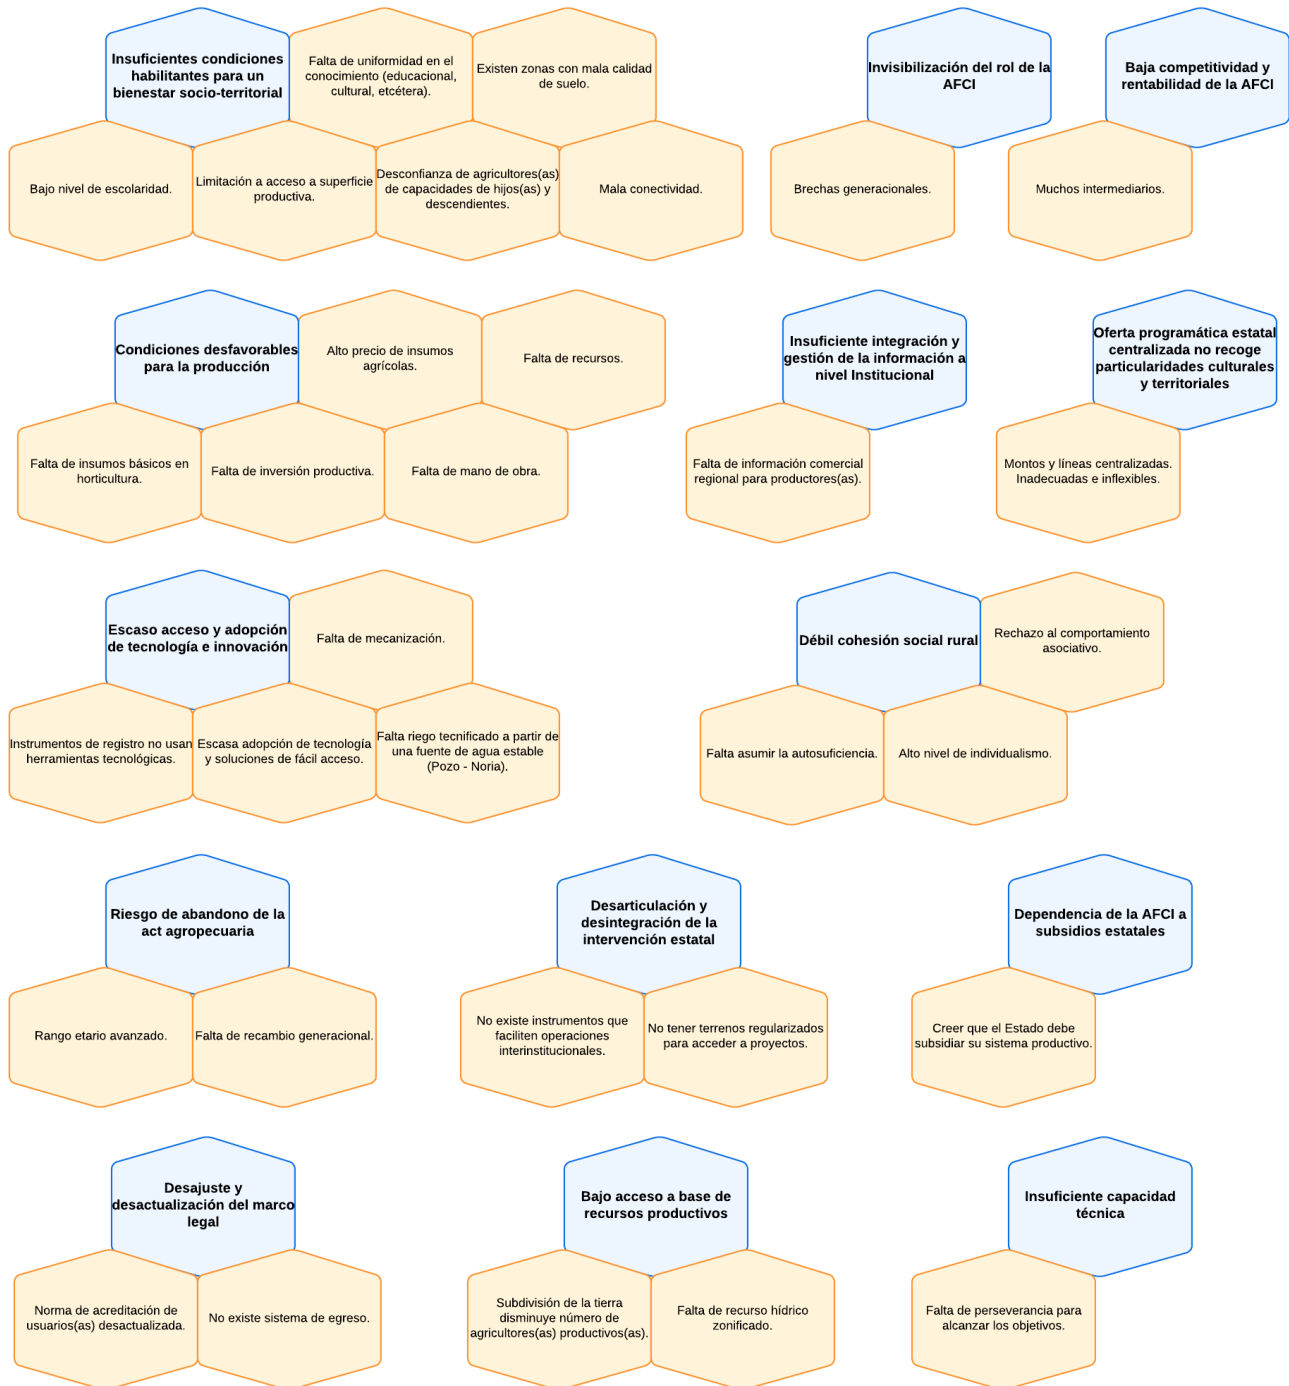 Insuficientes condiciones
habilitantes para un
bienestar socio-territorial
Falta de uniformidad en el
conocimiento (educacional,
cultural, etcétera).
Existen zonas con mala calidad
de suelo.
Bajo nivel de escolaridad.
Limitación a acceso a superficie
productiva.
Desconfianza de agricultores(as)
de capacidades de hijos(as) y
descendientes.
Mala conectividad.
Invisibilización del rol de la
AFCI
Brechas generacionales.
Baja competitividad y
rentabilidad de la AFCI
Muchos intermediarios.
Condiciones desfavorables
para la producción
Alto precio de insumos
agrícolas.
Falta de recursos.
Falta de insumos básicos en
horticultura.
Falta de inversión productiva.
Falta de mano de obra.
Insuficiente integración y
gestión de la información a
nivel Institucional
Falta de información comercial
regional para productores(as).
Oferta programática estatal
centralizada no recoge
particularidades culturales
y territoriales
Montos y líneas centralizadas.
Inadecuadas e inflexibles.
Escaso acceso y adopción
de tecnología e innovación
Falta de mecanización.
Instrumentos de registro no usan
herramientas tecnológicas.
Escasa adopción de tecnología
y soluciones de fácil acceso.
Falta riego tecnificado a partir de
una fuente de agua estable
(Pozo - Noria).
Débil cohesión social rural
Rechazo al comportamiento
asociativo.
Falta asumir la autosuficiencia.
Alto nivel de individualismo.
Riesgo de abandono de la
act agropecuaria
Rango etario avanzado.
Falta de recambio generacional.
Desarticulación y
desintegración de la
intervención estatal
No existe instrumentos que
faciliten operaciones
interinstitucionales.
No tener terrenos regularizados
para acceder a proyectos.
Dependencia de la AFCI a
subsidios estatales
Creer que el Estado debe
subsidiar su sistema productivo.
Desajuste y
desactualización del marco
legal
Norma de acreditación de
usuarios(as) desactualizada.
No existe sistema de egreso.
Bajo acceso a base de
recursos productivos
Subdivisión de la tierra
disminuye número de
agricultores(as) productivos(as).
Falta de recurso hídrico
zonificado.
Insuficiente capacidad
técnica
Falta de perseverancia para
alcanzar los objetivos.